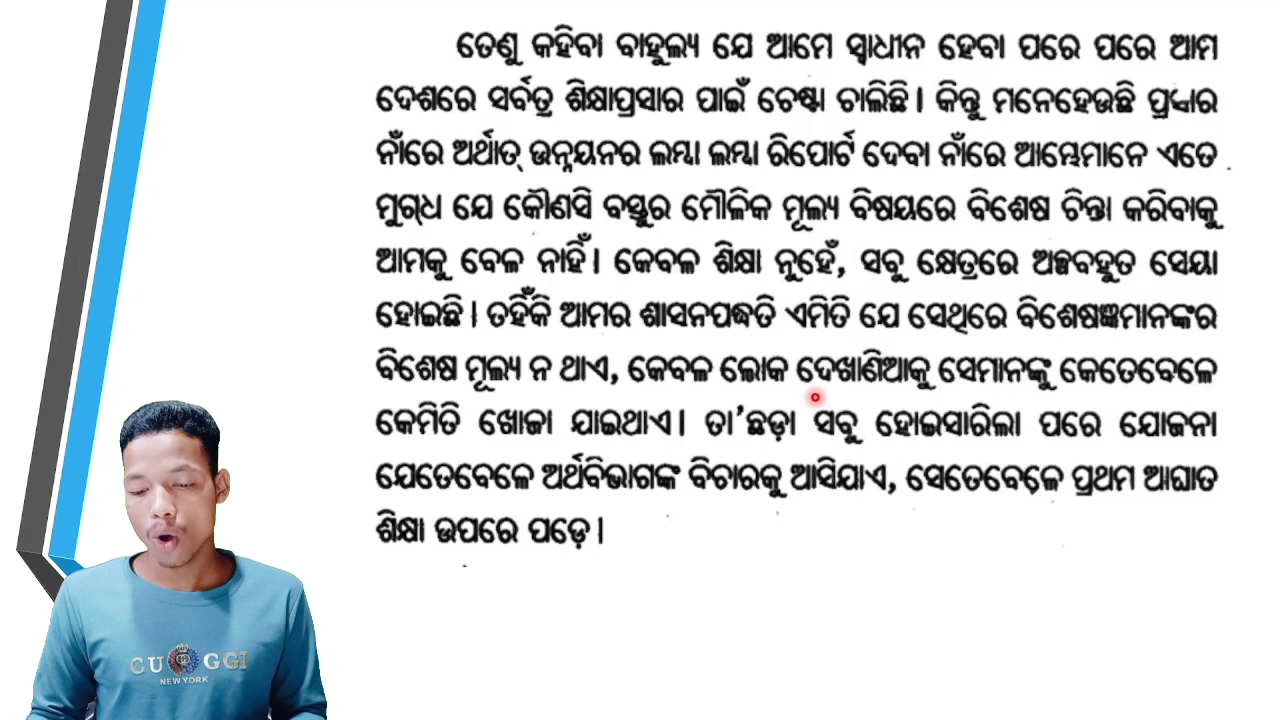 ତେଣୁ କହିବା ବାହୁଲ୍ୟ ଯେ ଆମେ ସ୍ୱାଧୀନ ହେବା ପରେ ପରେ ଆମ
ଦେଶରେ ସର୍ବତ୍ର ଶିକ୍ଷାପ୍ରସାର ପାଇଁ ଚେଷ୍ଟା ଚାଲିଛି । କିନ୍ତୁ ମନେହେଉଛି ପ୍ରସାର
ନାଁରେ ଅର୍ଥାତ୍ ଉନ୍ନୟନର ଲମ୍ବା ଲମ୍ବା ରିପୋର୍ଟ ଦେବା ନାଁରେ ଆମ୍ଭେମାନେ ଏତେ
ମୁଗ୍‌ଧ ଯେ କୌଣସି ବସ୍ତୁର ମୌଳିକ ମୂଲ୍ୟ ବିଷୟରେ ବିଶେଷ ଚିନ୍ତା କରିବାକୁ
ଆମକୁ ବେଳ ନାହିଁ । କେବଳ ଶିକ୍ଷା ନୁହେଁ, ସବୁ କ୍ଷେତ୍ରରେ ଅଳ୍ପବହୁତ ସେୟା
ହୋଇଛି । ତହିଁକି ଆମର ଶାସନପଦ୍ଧତି ଏମିତି ଯେ ସେଥିରେ ବିଶେଷଜ୍ଞମାନଙ୍କର
ବିଶେଷ ମୂଲ୍ୟ ନ ଥାଏ, କେବଳ ଲୋକ ଦେଖାଣିଆକୁ ସେମାନଙ୍କୁ କେତେବେଳେ
କେମିତି ଖୋଜା ଯାଇଥାଏ । ତା’ଛଡ଼ା ସବୁ ହୋଇସାରିଲା ପରେ ଯୋଜନା
ଯେତେବେଳେ ଅର୍ଥବିଭାଗଙ୍କ ବିଚାରକୁ ଆସିଯାଏ, ସେତେବେଳେ ପ୍ରଥମ ଆଘାତ
ଶିକ୍ଷା ଉପରେ ପଡ଼େ ।
CU GGI
NEW YORK